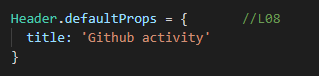 Header.defaultProps = {        //L08
  title: 'Github activity'
}